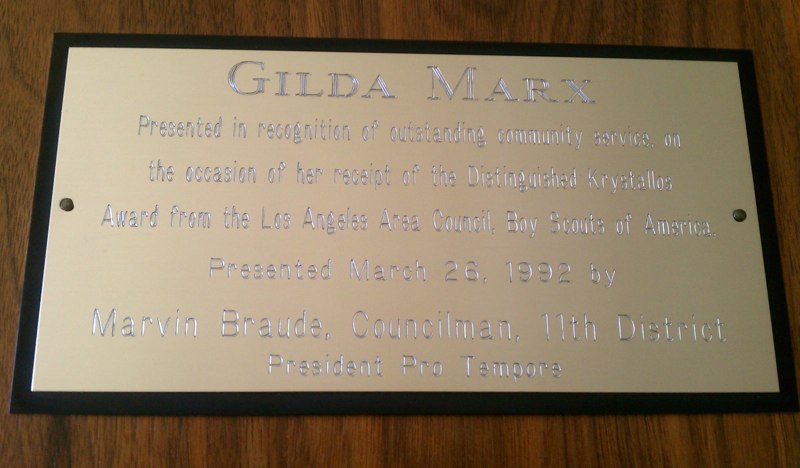 GILDA MARX
Presented in recognition of outstanding community service, on
the occasion of her receipt of the Distinguished Krystallos
Award from the Los Angeles Area Council, Boy Scouts of America.
Presented March 26, 1992 by
Marvin Braude, Councilman, 11th District
President Pro Tempore